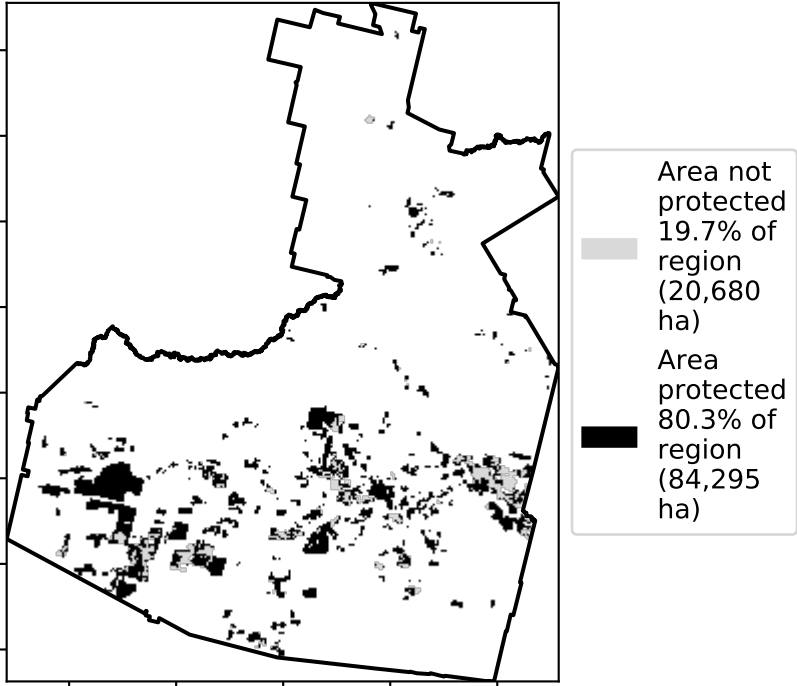 Area not
protected
19.7% of
region
(20,680
ha)
Area
protected
80.3% of
region
(84,295
ha)